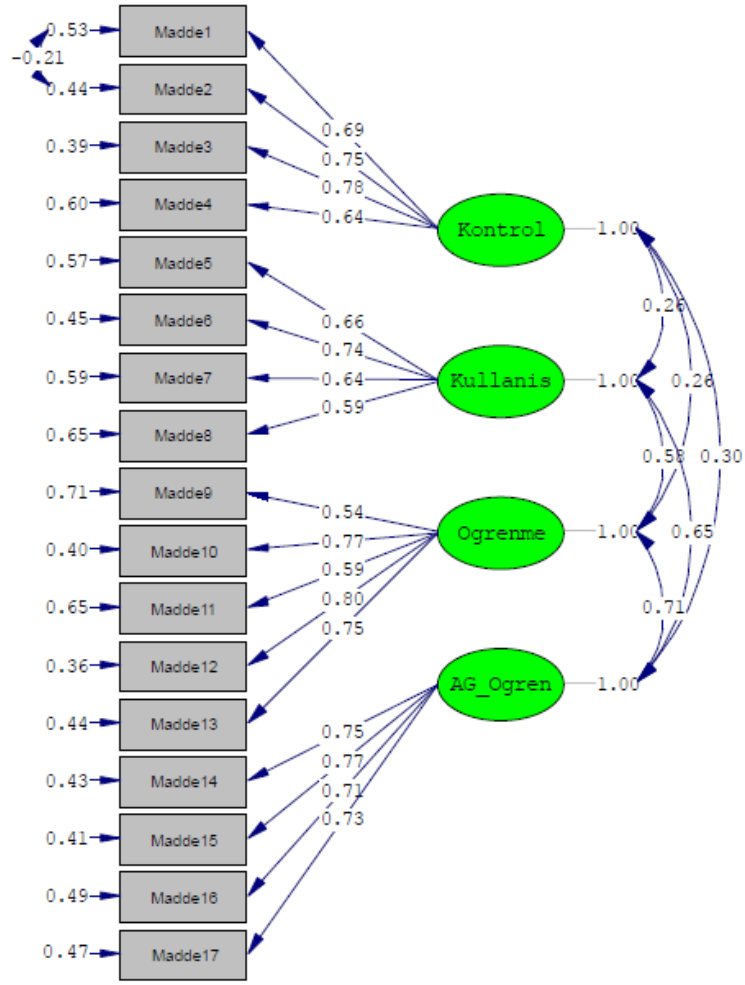 0.53 Madde1
-0.21
0.44 Madde2
0.39 Madde3
0.60 Madde4
0.57 Madde5
0.45 Madde6
0.59 Madde7
0.65 Madde8
0.71 Madde9
0.40 Madde10
0.65 Madde11
0.36 Madde12
0.44 Madde13
0.43 Madde14
0.41 Madde15
0.49 Madde16
0.47 Madde17
0.69
0.75
0.78
0.64
0.66
0.74
0.64
0.59
0.54
0.77
0.59
0.80
0.75
0.75
0.77
0.71
0.73
Kontrol 1.00
Kullanis 1.00
Ogrenme 1.00
AG_Ogren 1.00
0.26
0.26
0.30
0.65
0.71